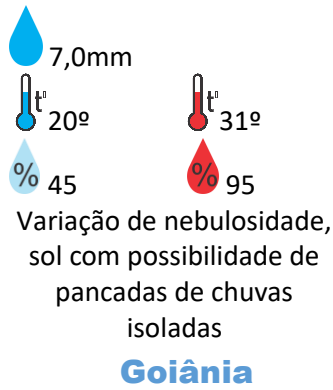 7,0mm
t° 20º t° 31º
% 45 % 95
Variação de nebulosidade,
sol com possibilidade de
pancadas de chuvas
isoladas
Goiânia